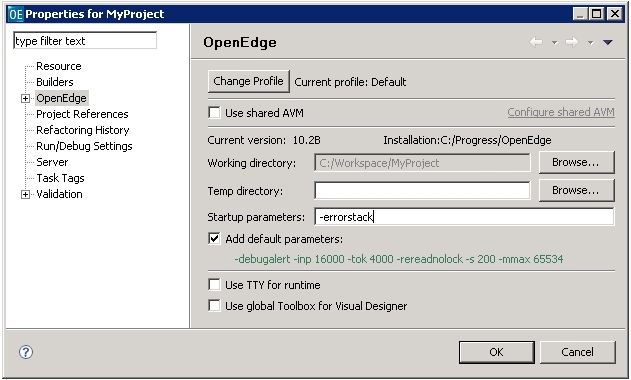 OE Properties for MyProject
type filter text
OpenEdge
Resource
Builders
OpenEdge
Project References
Refactoring History
Run/Debug Settings
Server
Task Tags
Validation
Change Profile Current profile: Default
Use shared AVM Configure shared AVM
Current version: 10.2B Installation:C:/Progress/OpenEdge
Working directory: C:/Workspace/MyProject Browse...
Temp directory: Browse...
Startup parameters: -errorstack
Add default parameters:
-debugalert -inp 16000 -tok 4000 -rereadnolock -s 200 -mmax 65534
Use TTY for runtime
Use global Toolbox for Visual Designer
? OK Cancel